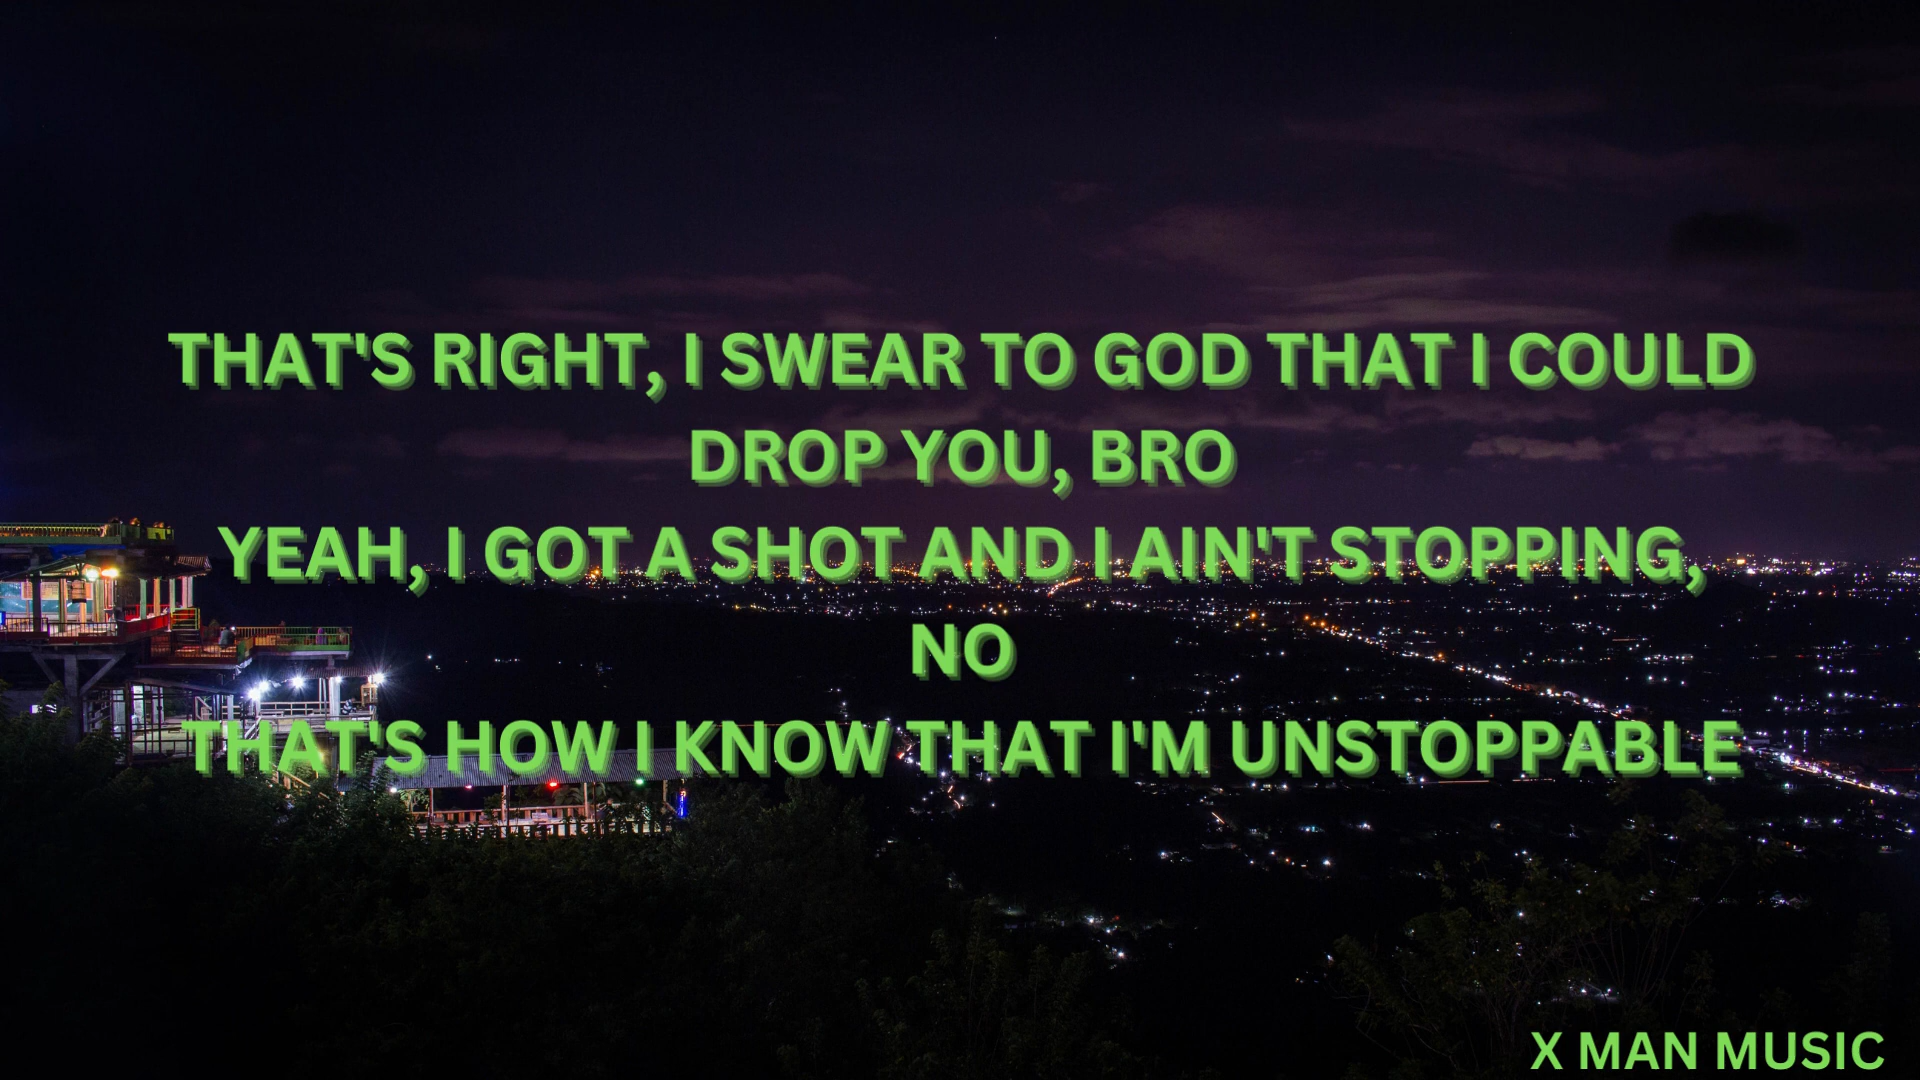 THAT'S RIGHT, I SWEAR TO GOD THAT I COULD
DROP YOU, BRO
YEAH, I GOT A SHOT AND I AIN'T STOPPING,
NO
THAT'S HOW I KNOW THAT I'M UNSTOPPABLE
X MAN MUSIC